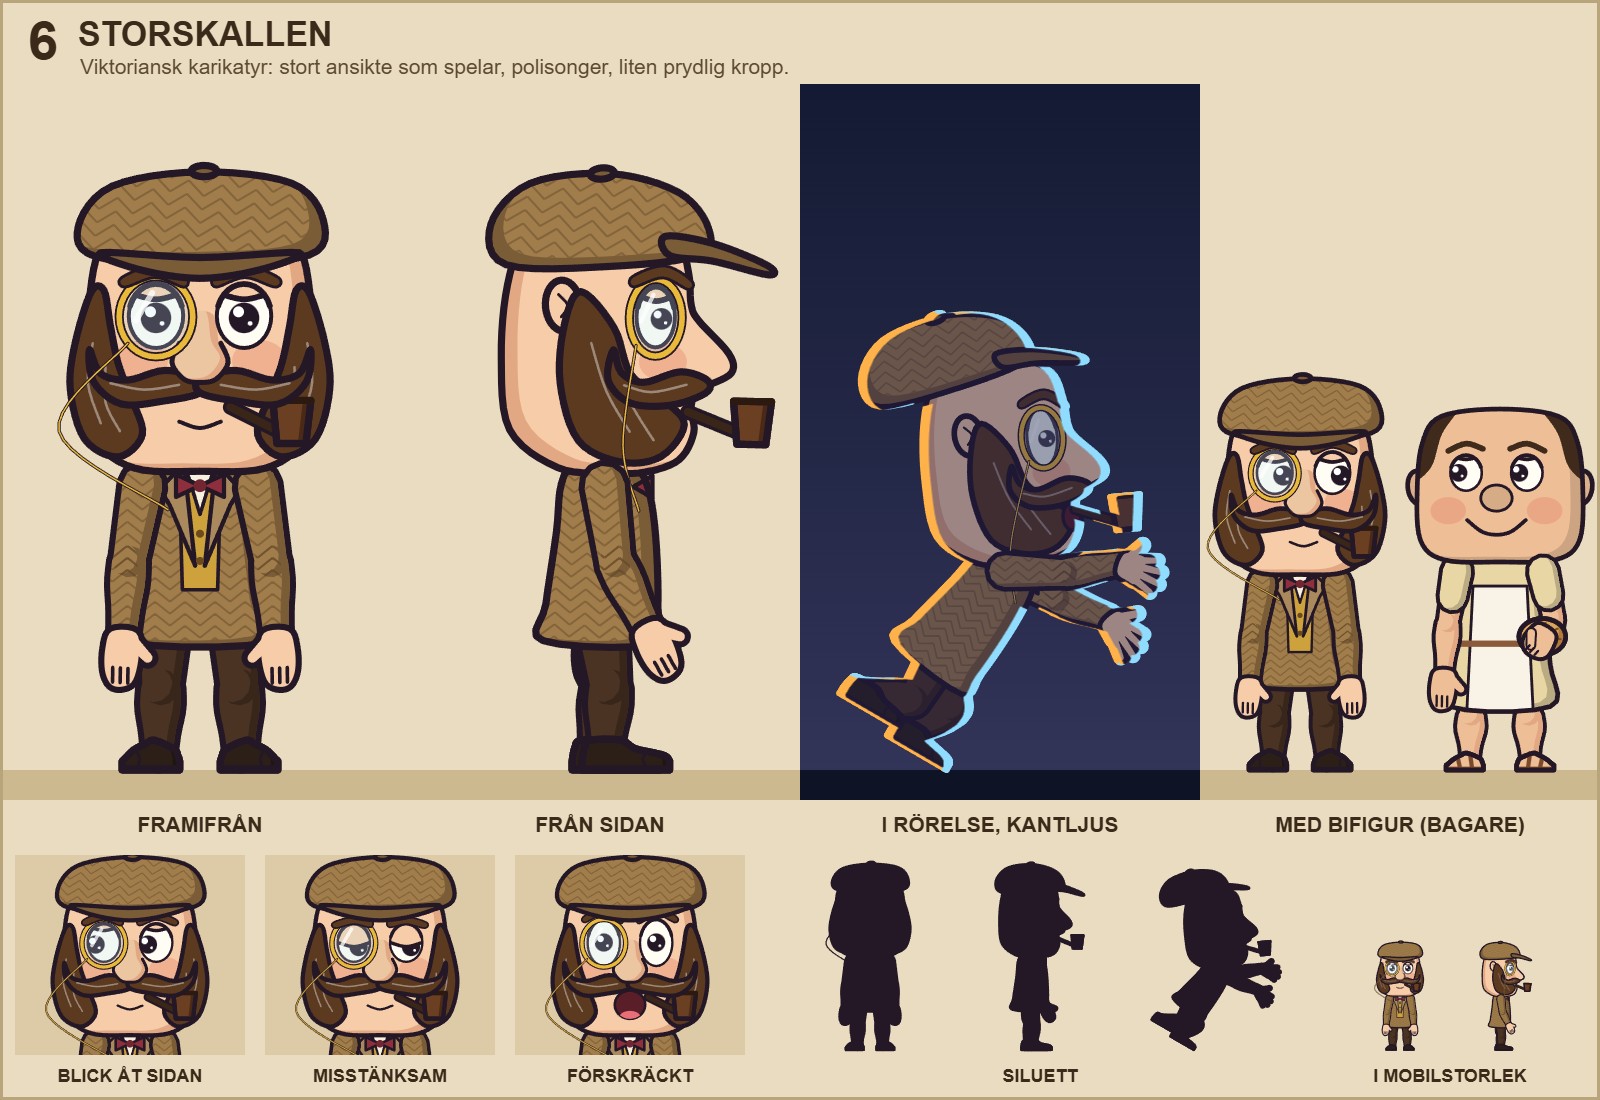 6 STORSKALLEN
Viktoriansk karikatyr: stort ansikte som spelar, polisonger, liten prydlig kropp.
FRAMIFRÅN
FRÅN SIDAN
I RÖRELSE, KANTLJUS
MED BIFIGUR (BAGARE)
BLICK ÅT SIDAN
MISSTÄNKSAM
FÖRSKRÄCKT
SILUETT
I MOBILSTORLEK